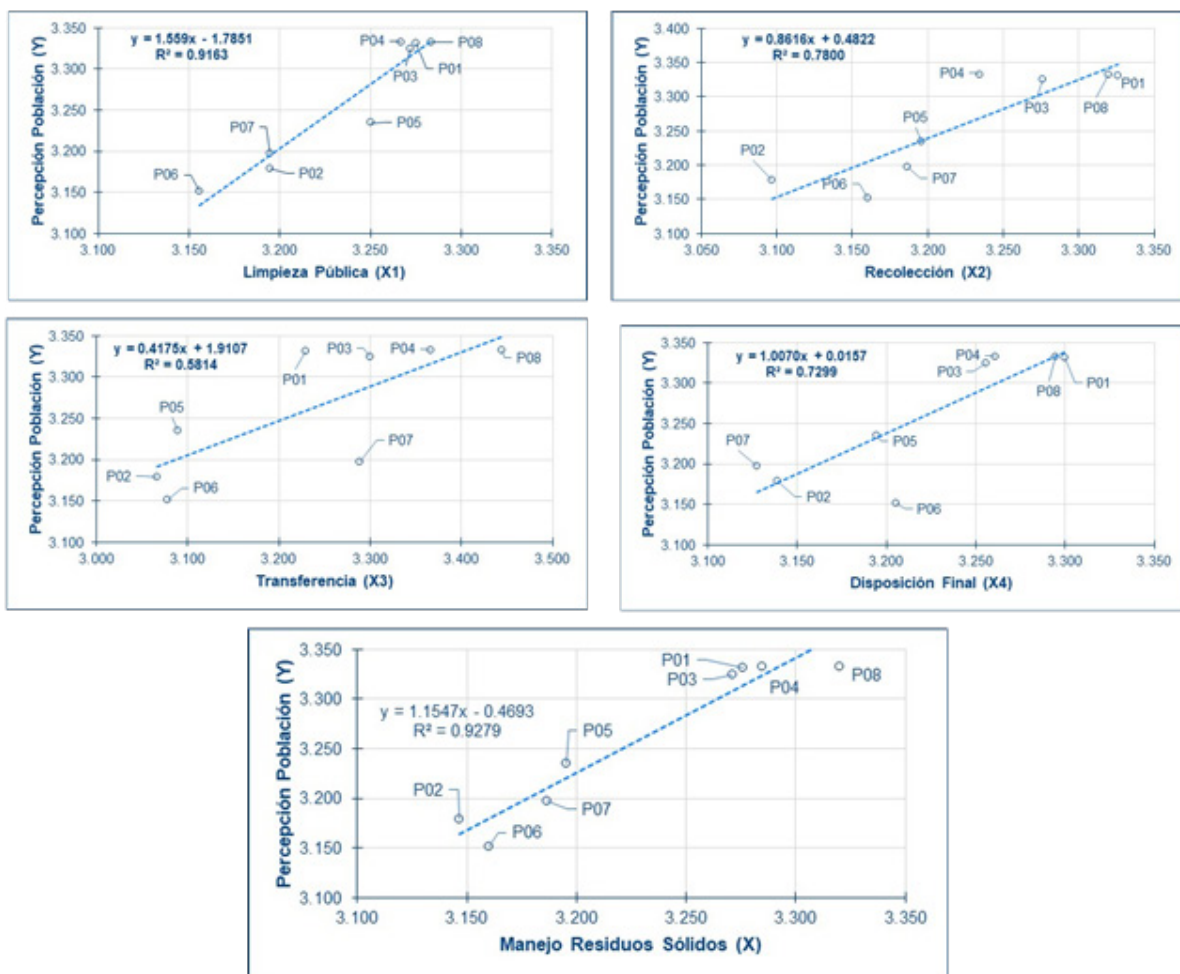 Percepción Población (Y)
3.350
3.300
3.250
3.200
3.150
3.100
y = 1.559x - 1.7851
R² = 0.9163
P04
P08
P03
P01
P05
P07
P02
P06
3.100 3.150 3.200 3.250 3.300 3.350
Limpieza Pública (X1)
Percepción Población (Y)
3.400
3.350
3.300
3.250
3.200
3.150
3.100
y = 0.8616x + 0.4822
R² = 0.7800
P04
P03
P08
P01
P05
P02
P06
P07
3.050 3.100 3.150 3.200 3.250 3.300 3.350
Recolección (X2)
Percepción Población (Y)
3.350
3.300
3.250
3.200
3.150
3.100
y = 0.4175x + 1.9107
R² = 0.5814
P03
P04
P08
P01
P05
P07
P02
P06
3.000 3.100 3.200 3.300 3.400 3.500
Transferencia (X3)
Percepción Población (Y)
3.350
3.300
3.250
3.200
3.150
3.100
y = 1.0070x + 0.0157
R² = 0.7299
P04
P03
P08
P01
P07
P05
P02
P06
3.100 3.150 3.200 3.250 3.300 3.350
Disposición Final (X4)
Percepción Población (Y)
3.350
3.300
3.250
3.200
3.150
3.100
y = 1.1547x - 0.4693
R² = 0.9279
P01
P03
P04
P08
P05
P02
P07
P06
3.100 3.150 3.200 3.250 3.300 3.350
Manejo Residuos Sólidos (X)